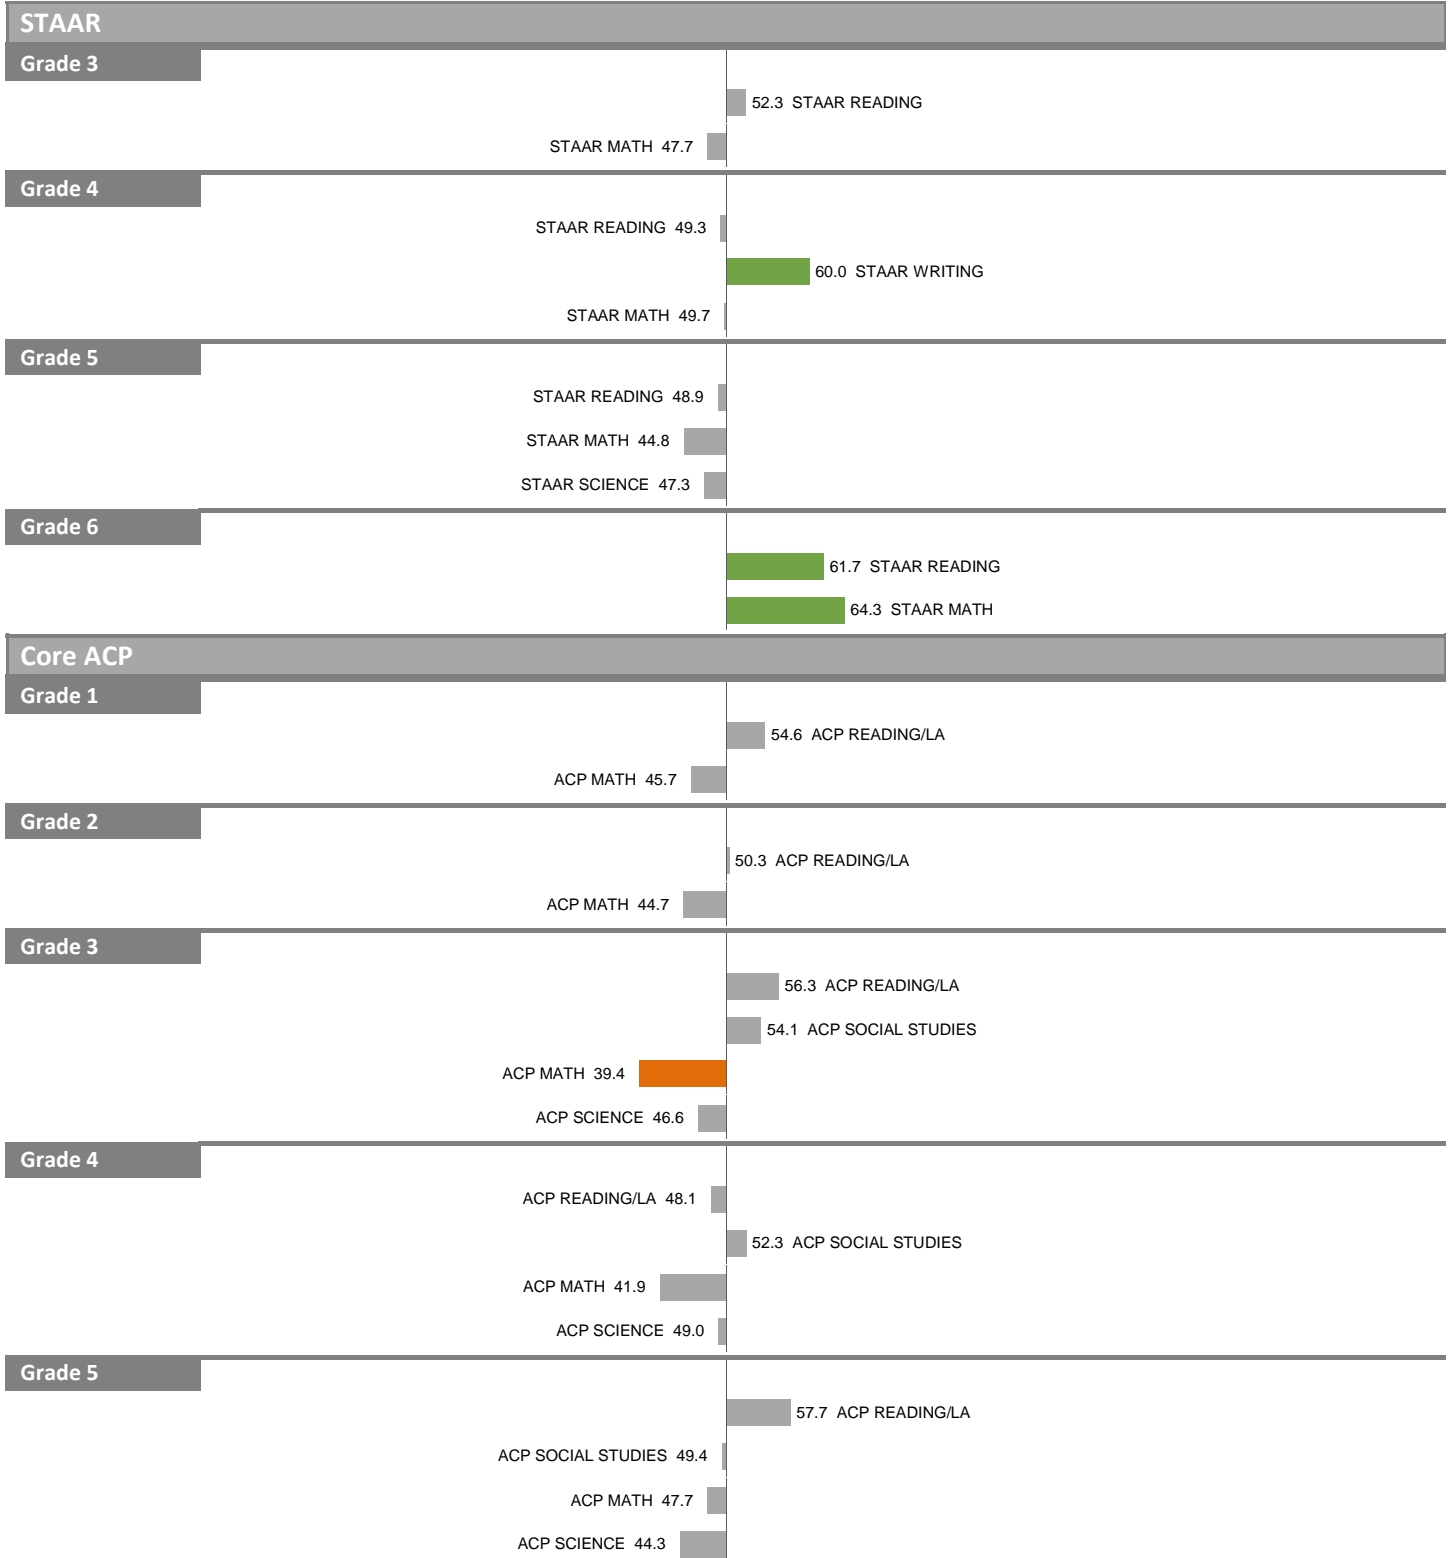 STAAR
Grade 3
52.3 STAAR READING
STAAR MATH 47.7
Grade 4
STAAR READING 49.3
60.0 STAAR WRITING
STAAR MATH 49.7
Grade 5
STAAR READING 48.9
STAAR MATH 44.8
STAAR SCIENCE 47.3
Grade 6
61.7 STAAR READING
64.3 STAAR MATH
Core ACP
Grade 1
54.6 ACP READING/LA
ACP MATH 45.7
Grade 2
50.3 ACP READING/LA
ACP MATH 44.7
Grade 3
56.3 ACP READING/LA
54.1 ACP SOCIAL STUDIES
ACP MATH 39.4
ACP SCIENCE 46.6
Grade 4
ACP READING/LA 48.1
52.3 ACP SOCIAL STUDIES
ACP MATH 41.9
ACP SCIENCE 49.0
Grade 5
57.7 ACP READING/LA
ACP SOCIAL STUDIES 49.4
ACP MATH 47.7
ACP SCIENCE 44.3